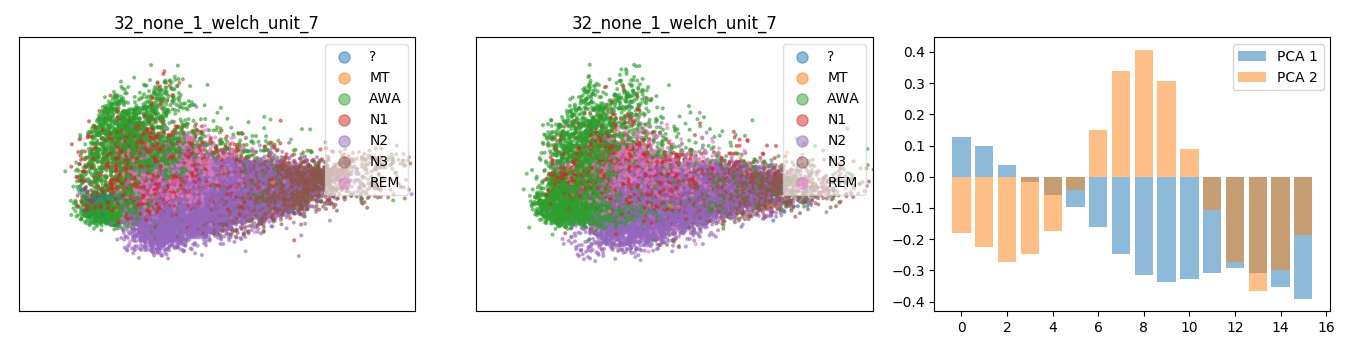 32_none_1_welch_unit_7
?
MT
AWA
N1
N2
N3
REM
32_none_1_welch_unit_7
?
MT
AWA
N1
N2
N3
REM
PCA 1
PCA 2
0.4
0.3
0.2
0.1
0.0
−0.1
−0.2
−0.3
−0.4
0 2 4 6 8 10 12 14 16